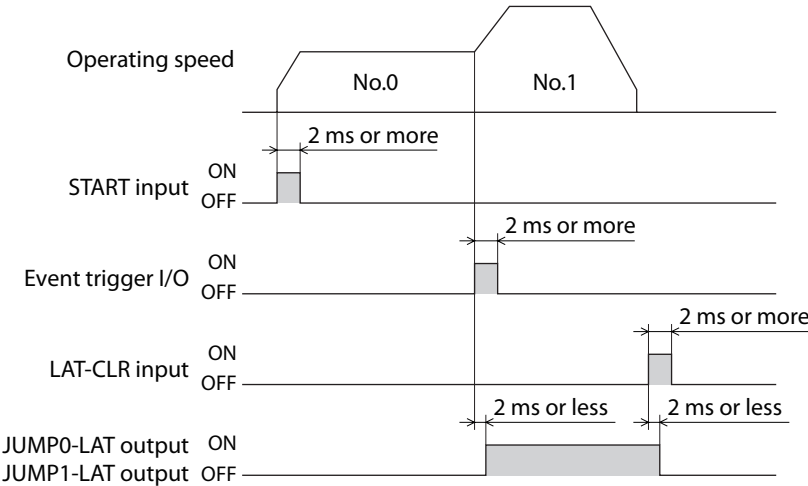 Operating speed
No.0
No.1
2 ms or more
START input
ON
OFF
2 ms or more
Event trigger I/O
ON
OFF
2 ms or more
LAT-CLR input
ON
OFF
2 ms or less
2 ms or less
JUMP0-LAT output ON
JUMP1-LAT output OFF